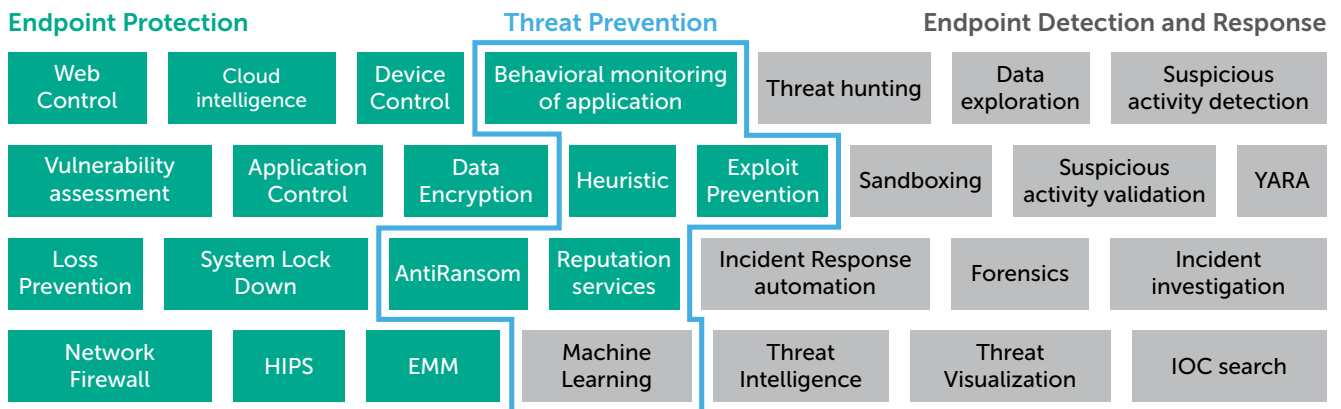 Endpoint Protection
Threat Prevention
Endpoint Detection and Response
Web
Control
Cloud
intelligence
Device
Control
Behavioral monitoring
of application
Threat hunting
Data
exploration
Suspicious
activity detection
Vulnerability
assessment
Application
Control
Data
Encryption
Heuristic
Exploit
Prevention
Sandboxing
Suspicious
activity validation
YARA
Loss
Prevention
System Lock
Down
AntiRansom
Reputation
services
Incident Response
automation
Forensics
Incident
investigation
Network
Firewall
HIPS
EMM
Machine
Learning
Threat
Intelligence
Threat
Visualization
IOC search